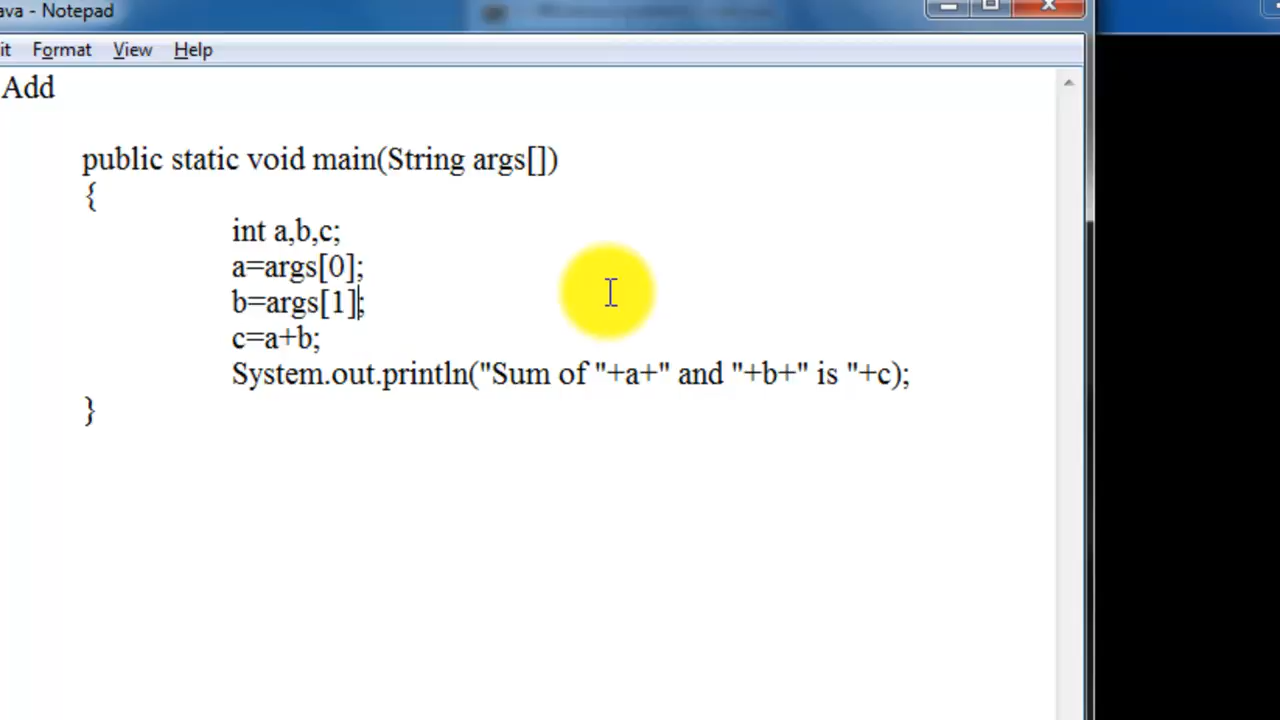 ava - Notepad
it Format View Help
Add
public static void main(String args[])
{
int a,b,c;
a=args[0];
b=args[1];
c=a+b;
System.out.println("Sum of "+a+" and "+b+" is "+c);
}